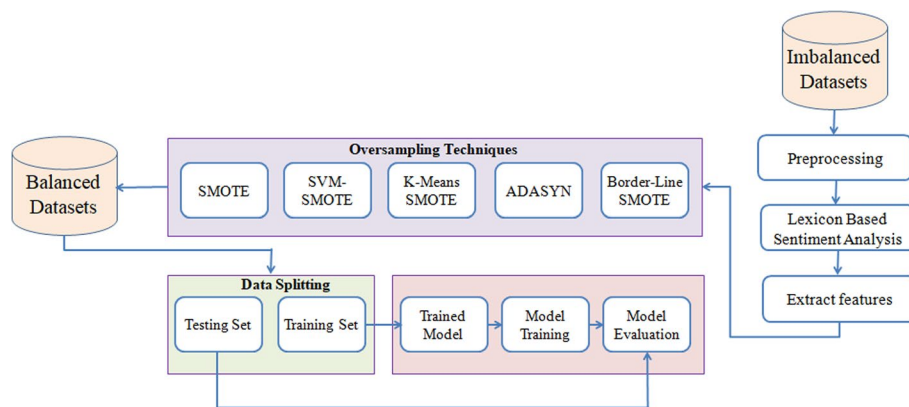 Imbalanced
Datasets
Preprocessing
Lexicon Based
Sentiment Analysis
Extract features
Oversampling Techniques
SMOTE
SVM-
SMOTE
K-Means
SMOTE
ADASYN
Border-Line
SMOTE
Balanced
Datasets
Data Splitting
Testing Set
Training Set
Trained
Model
Model
Training
Model
Evaluation